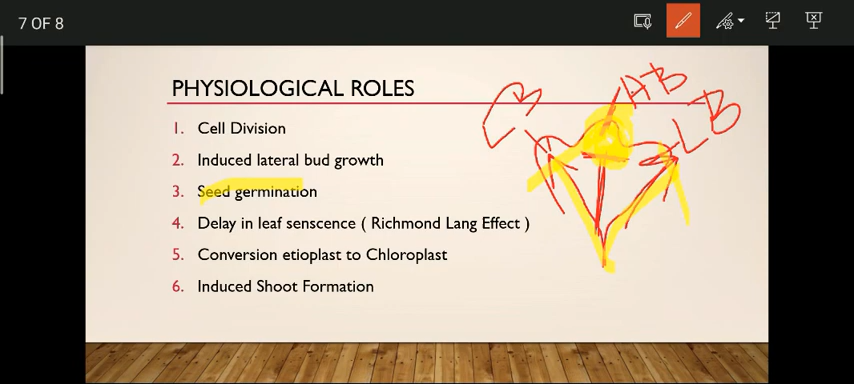 7 OF 8
PHYSIOLOGICAL ROLES
1. Cell Division
2. Induced lateral bud growth
3. Seed germination
4. Delay in leaf senscence ( Richmond Lang Effect )
5. Conversion etioplast to Chloroplast
6. Induced Shoot Formation
AB
LB
LB